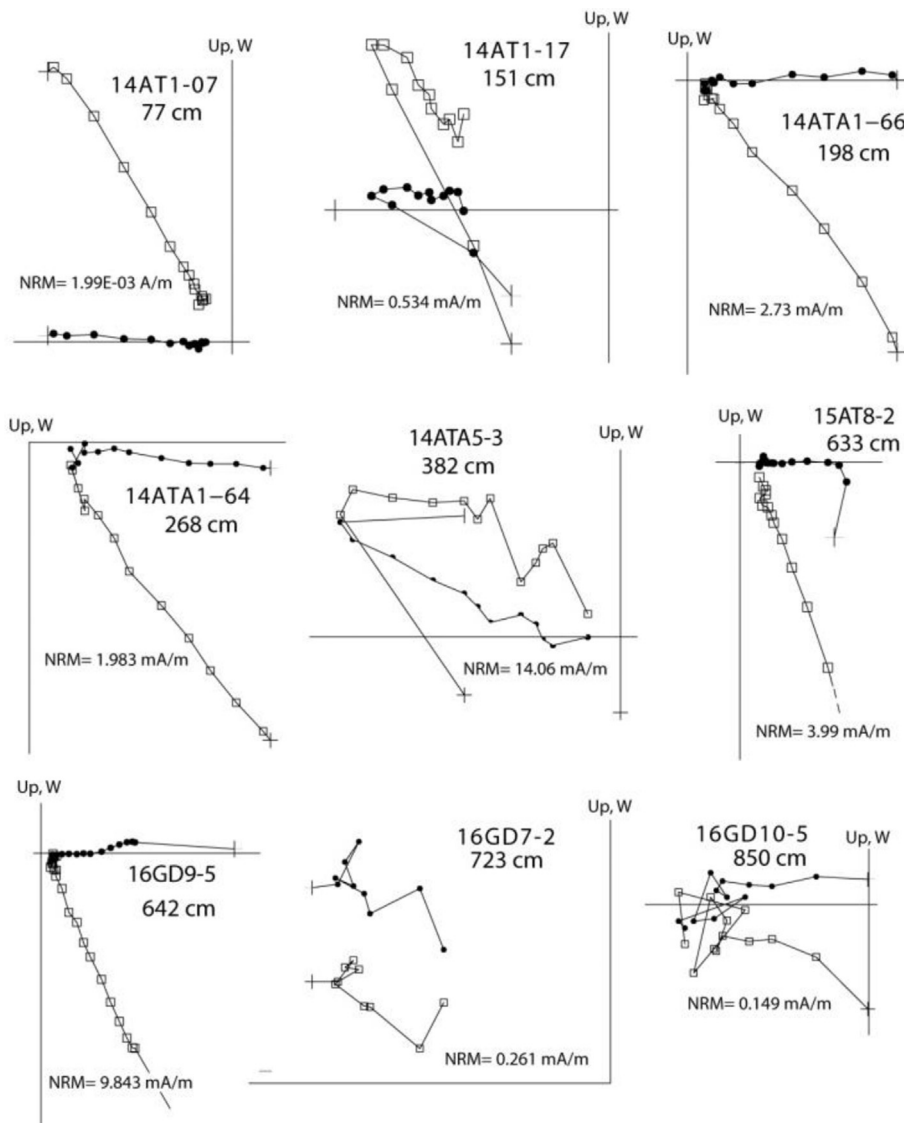 Up, W
14AT1-07
77 cm
NRM= 1.99E-03 A/m
Up, W
14AT1-17
151 cm
NRM= 0.534 mA/m
Up, W
14ATA1–66
198 cm
NRM= 2.73 mA/m
Up, W
14ATA1–64
268 cm
NRM= 1.983 mA/m
Up, W
14ATA5-3
382 cm
NRM= 14.06 mA/m
Up, W
15AT8-2
633 cm
NRM= 3.99 mA/m
Up, W
16GD9-5
642 cm
NRM= 9.843 mA/m
Up, W
16GD7-2
723 cm
NRM= 0.261 mA/m
Up, W
16GD10-5
850 cm
NRM= 0.149 mA/m